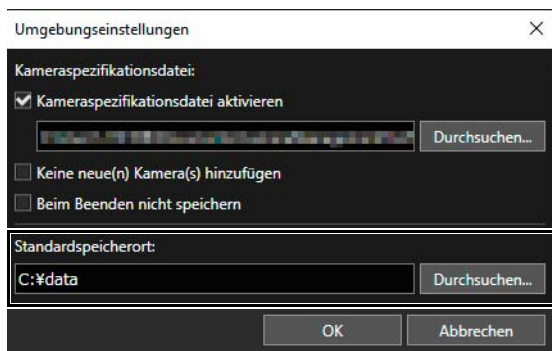 Umgebungseinstellungen
Kameraspezifikationsdatei:
Kameraspezifikationsdatei aktivieren
Durchsuchen...
Keine neue(n) Kamera(s) hinzufügen
Beim Beenden nicht speichern
Standardspeicherort:
C:¥data Durchsuchen...
OK Abbrechen